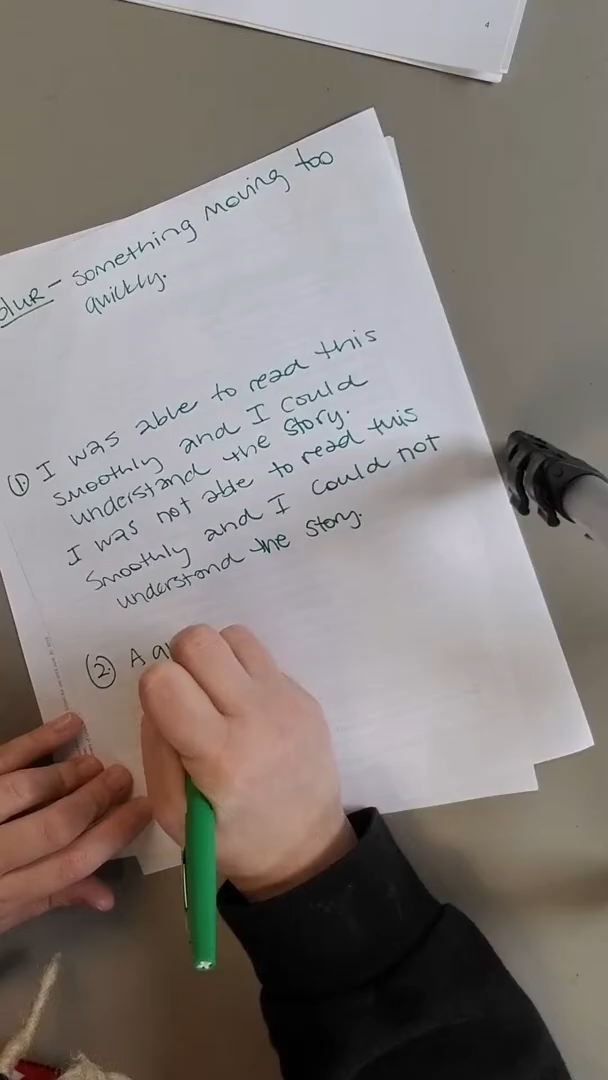 4
blur - something moving too
quickly.
1. I was able to read this
smoothly and I could
understand the story.
I was not able to read this
smoothly and I could not
understand the story.
2. A